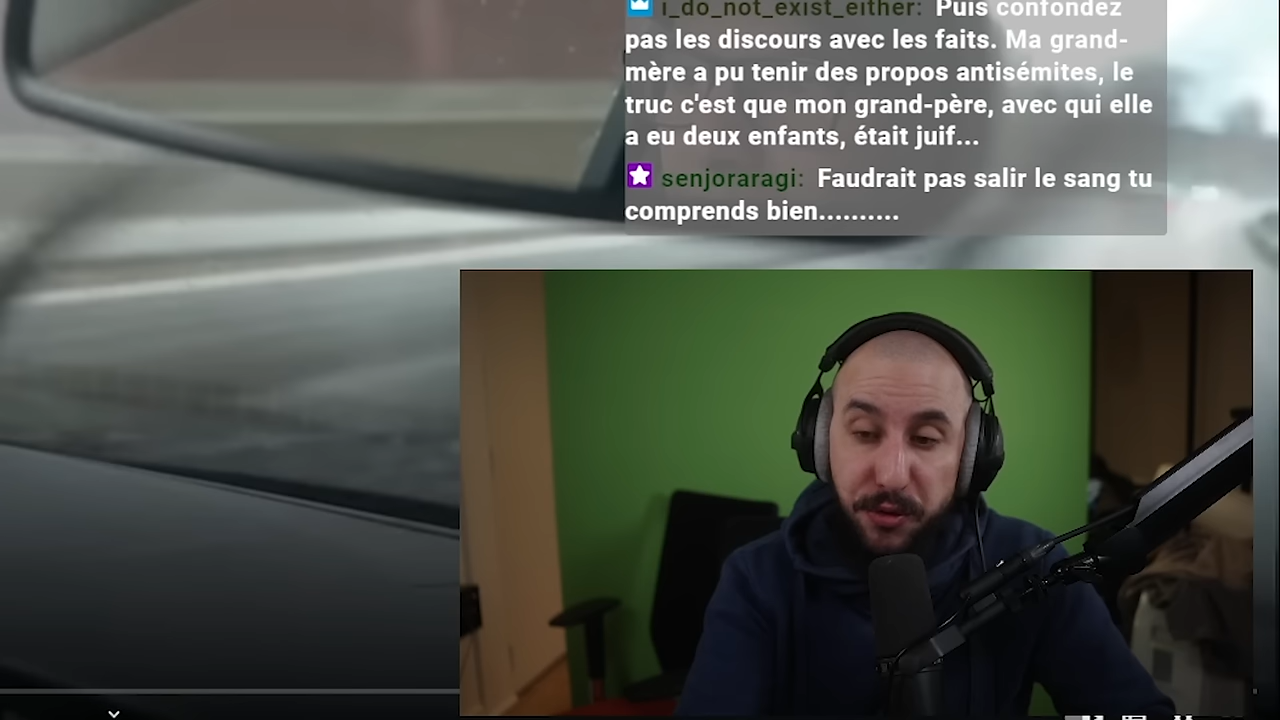 i_do_not_exist_either: Puis confondez
pas les discours avec les faits. Ma grand-
mère a pu tenir des propos antisémites, le
truc c'est que mon grand-père, avec qui elle
a eu deux enfants, était juif...
senjoraragi: Faudrait pas salir le sang tu
comprends bien..........